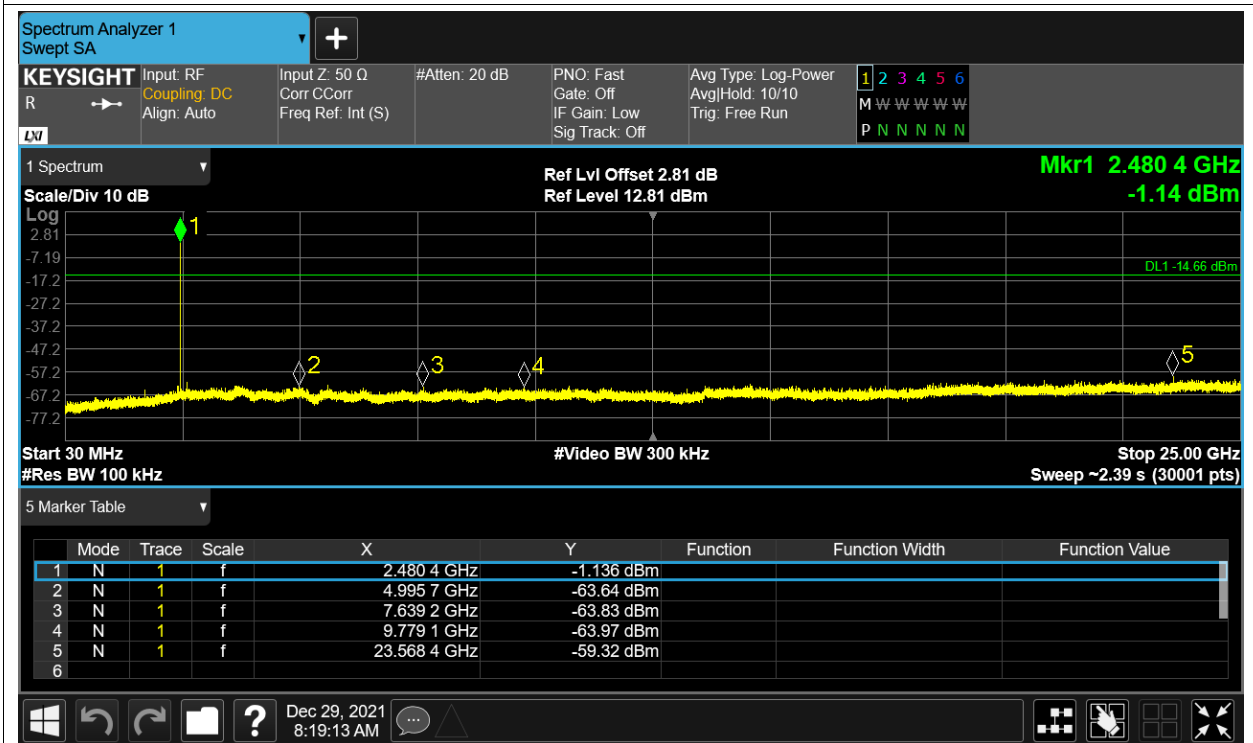 Spectrum Analyzer 1
Swept SA
KEYSIGHT
R
LXI
Input: RF
Coupling: DC
Align: Auto
Input Z: 50 Ω
Corr CCorr
Freq Ref: Int (S)
#Atten: 20 dB
PNO: Fast
Gate: Off
IF Gain: Low
Sig Track: Off
Avg Type: Log-Power
Avg|Hold: 10/10
Trig: Free Run
1 2 3 4 5 6
M W W W W W
P N N N N N
1 Spectrum
Scale/Div 10 dB
Ref Lvl Offset 2.81 dB
Ref Level 12.81 dBm
Mkr1 2.480 4 GHz
-1.14 dBm
Log
2.81
-7.19
-17.2
-27.2
-37.2
-47.2
-57.2
-67.2
-77.2
1
2
3
4
5
DL1 -14.66 dBm
Start 30 MHz
#Video BW 300 kHz
Stop 25.00 GHz
#Res BW 100 kHz
Sweep ~2.39 s (30001 pts)
5 Marker Table
Mode Trace Scale X Y Function Function Width Function Value
1 N 1 f 2.480 4 GHz -1.136 dBm
2 N 1 f 4.995 7 GHz -63.64 dBm
3 N 1 f 7.639 2 GHz -63.83 dBm
4 N 1 f 9.779 1 GHz -63.97 dBm
5 N 1 f 23.568 4 GHz -59.32 dBm
6
?
Dec 29, 2021
8:19:13 AM